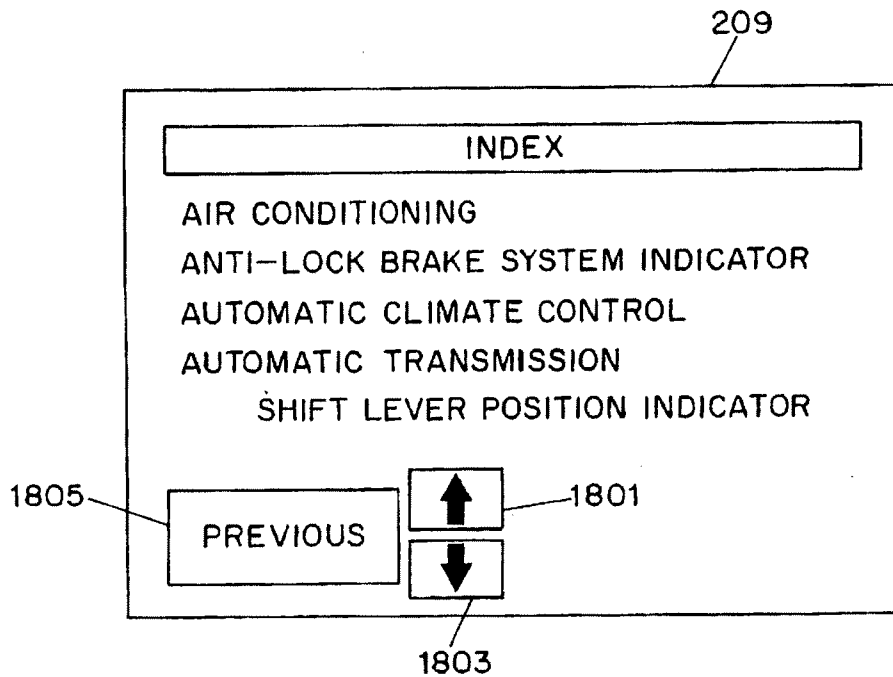 209
INDEX
AIR CONDITIONING
ANTI-LOCK BRAKE SYSTEM INDICATOR
AUTOMATIC CLIMATE CONTROL
AUTOMATIC TRANSMISSION
SHIFT LEVER POSITION INDICATOR
1805
PREVIOUS
1801
1803